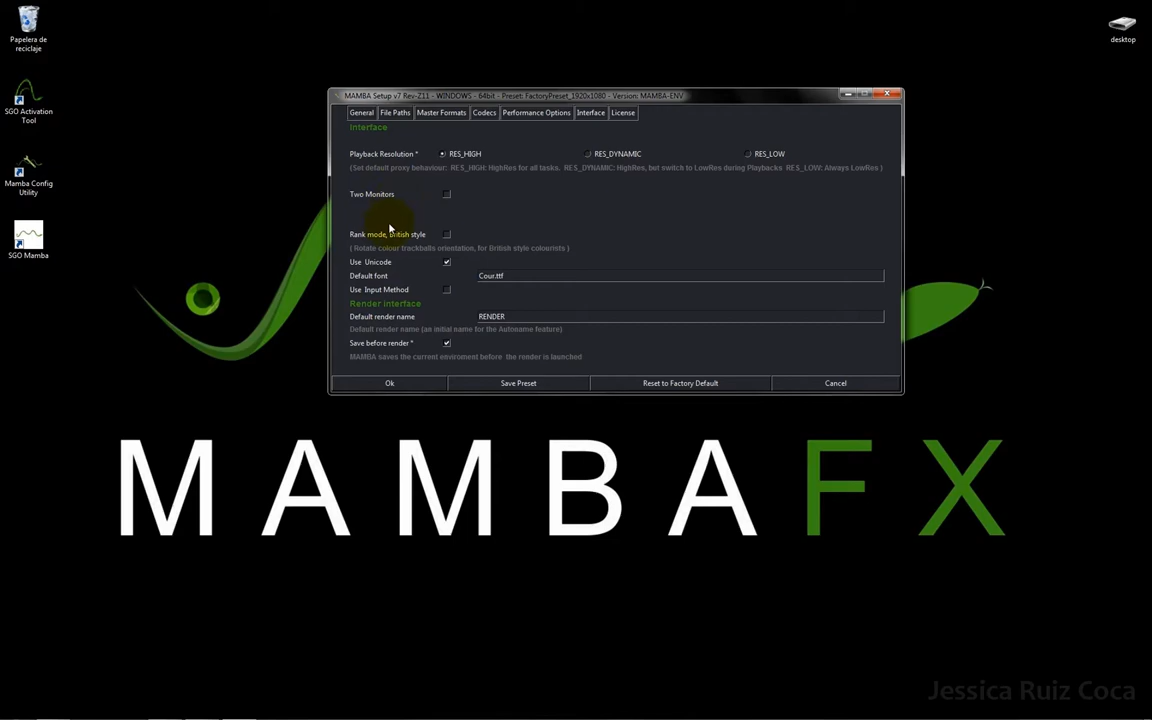 Papelera de
reciclaje
SGO Activation
Tool
Mamba Config
Utility
SGO Mamba
desktop
MAMBA Setup v7 Rev-Z11 - WINDOWS - 64bit - Preset: FactoryPreset_1920x1080 - Version: MAMBA-ENV
General File Paths Master Formats Codecs Performance Options Interface License
Interface
Playback Resolution * RES_HIGH RES_DYNAMIC RES_LOW
(Set default proxy behaviour: RES_HIGH: HighRes for all tasks, RES_DYNAMIC: HighRes, but switch to LowRes during Playbacks RES_LOW: Always LowRes )
Two Monitors
Rank mode, British style
( Rotate colour trackballs orientation, for British style colourists )
Use Unicode
Default font Cour.ttf
Use Input Method
Render interface
Default render name RENDER
Default render name (an initial name for the Autoname feature)
Save before render *
MAMBA saves the current enviroment before the render is launched
Ok Save Preset Reset to Factory Default Cancel
MAMBA FX
Jessica Ruiz Coca